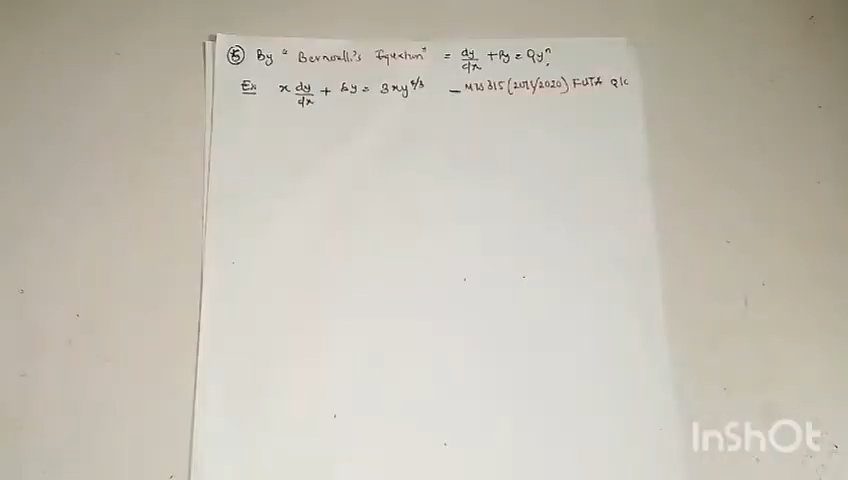 ⑤ By "Bernoulli's Equation" = dy/dx + Py = Qyⁿ.
Ex x dy/dx + 6y = 3xy^4/3 — MTS 315 (2019/2020) FUTA Q1c
InShOt